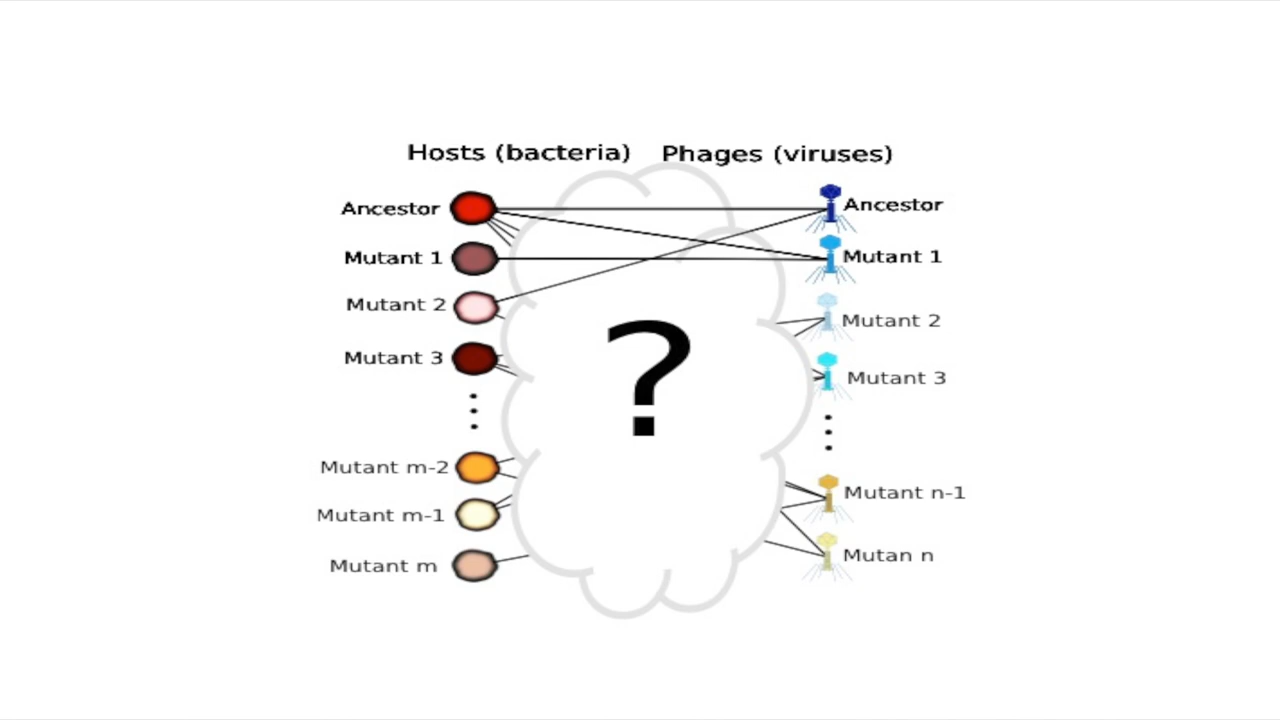 Hosts (bacteria) Phages (viruses)
Ancestor Ancestor
Mutant 1 Mutant 1
Mutant 2 Mutant 2
Mutant 3 Mutant 3
?
Mutant m-2 Mutant n-1
Mutant m-1
Mutant m Mutan n